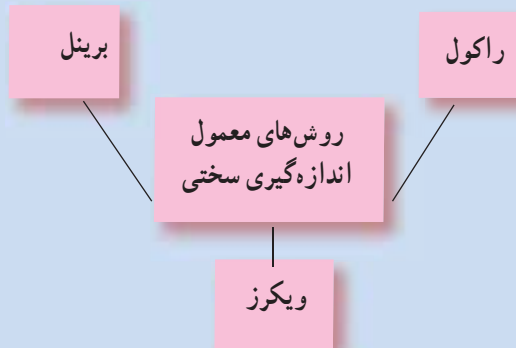 راکول
برینل
روش‌های معمول
اندازه‌گیری سختی
ویکرز